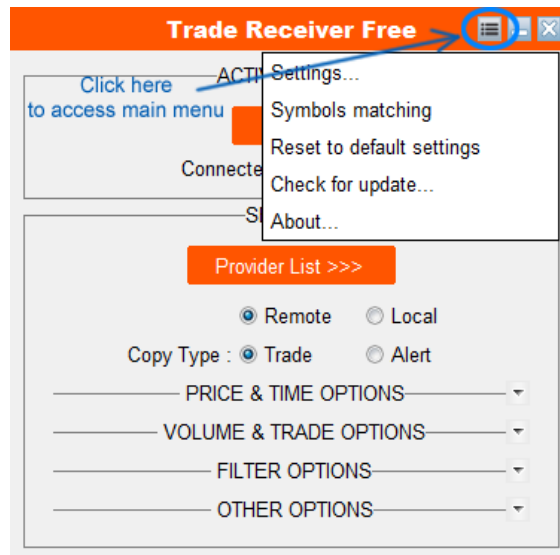 Trade Receiver Free
Click here
to access main menu
Settings...
Symbols matching
Reset to default settings
Check for update...
About...
Provider List >>>
Remote Local
Copy Type : Trade Alert
PRICE & TIME OPTIONS
VOLUME & TRADE OPTIONS
FILTER OPTIONS
OTHER OPTIONS